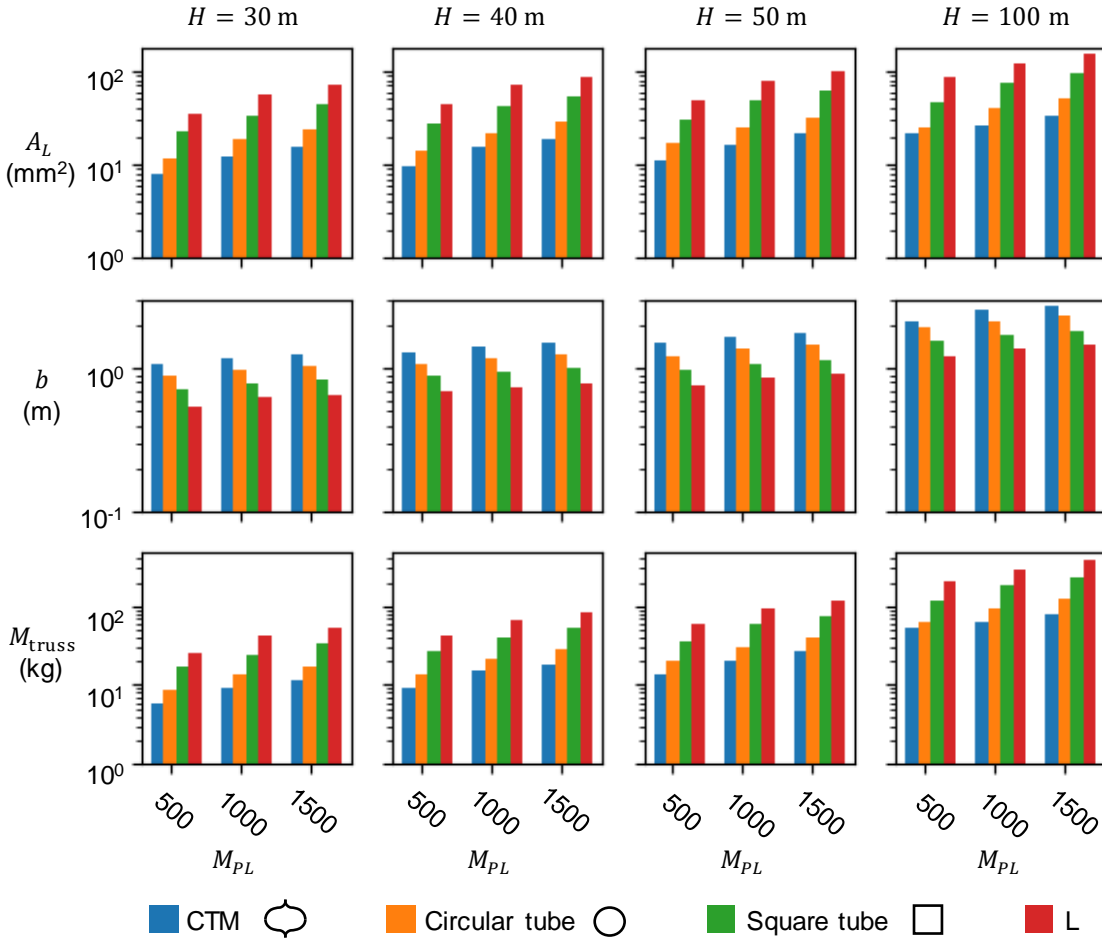 H = 30 m H = 40 m H = 50 m H = 100 m
10²
A_L
(mm²)
10¹
10⁰
b
(m)
10⁰
10⁻¹
10²
M_truss
(kg)
10¹
10⁰
500 1000 1500 500 1000 1500 500 1000 1500 500 1000 1500
M_PL M_PL M_PL M_PL
CTM Circular tube Square tube L